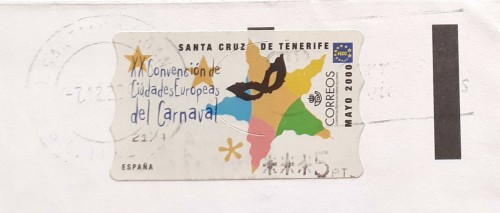 SANTA CRUZ DE TENERIFE
XX Convención de
Ciudades Europeas
del Carnaval
CORREOS
MAYO 2000
ESPAÑA
***5